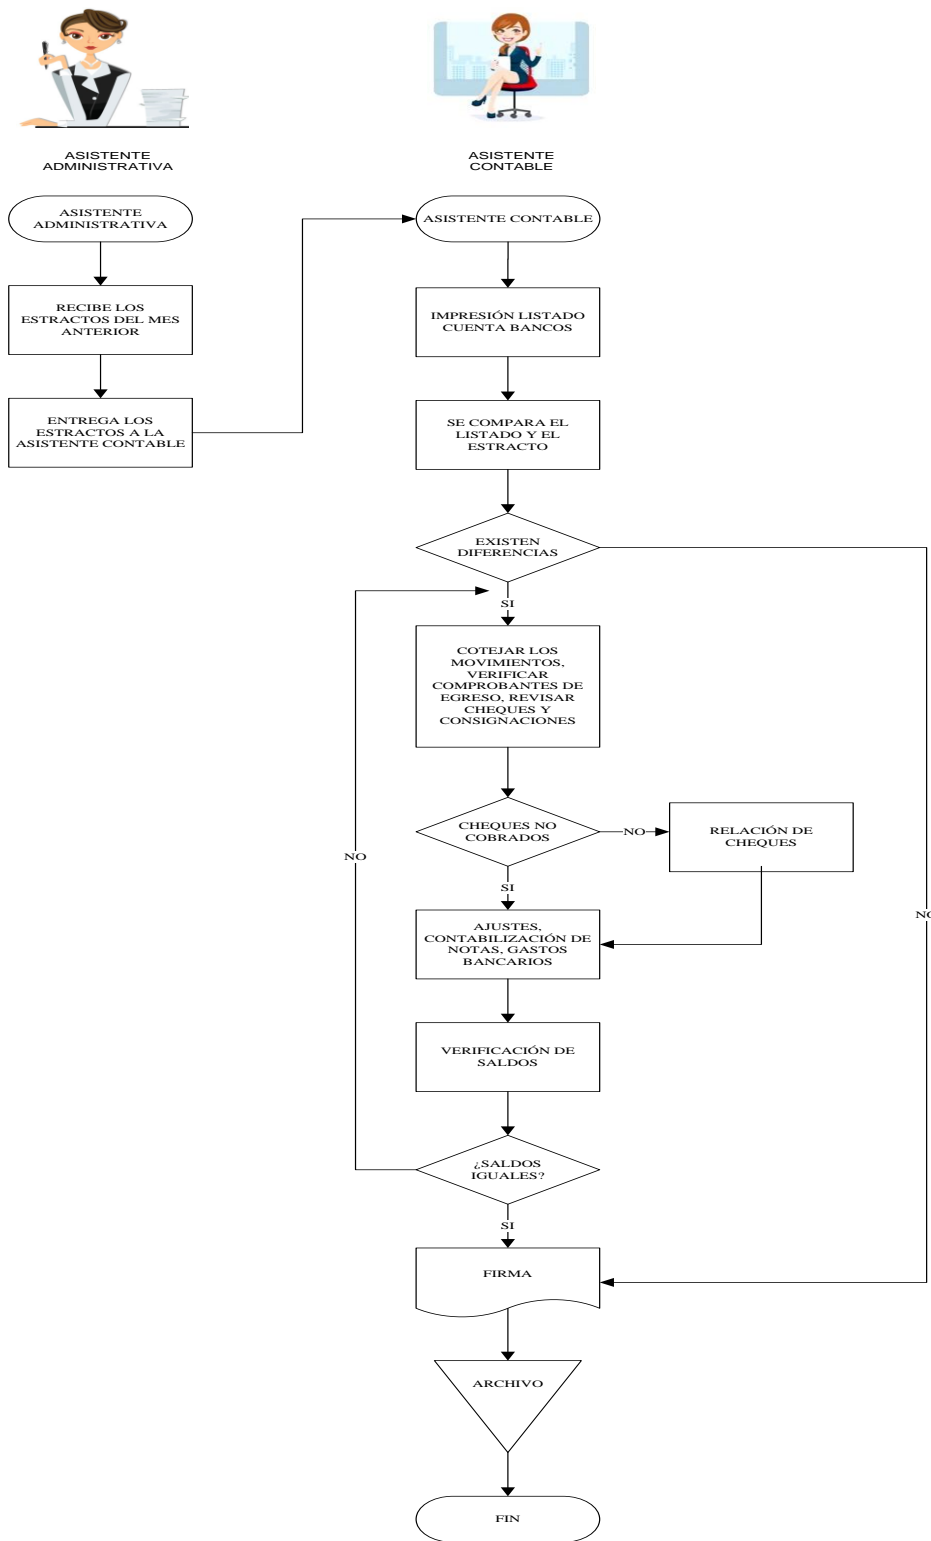 ASISTENTE
ADMINISTRATIVA
ASISTENTE
CONTABLE
ASISTENTE
ADMINISTRATIVA
RECIBE LOS
ESTRACTOS DEL MES
ANTERIOR
ENTREGA LOS
ESTRACTOS A LA
ASISTENTE CONTABLE
ASISTENTE CONTABLE
IMPRESIÓN LISTADO
CUENTA BANCOS
SE COMPARA EL
LISTADO Y EL
ESTRACTO
EXISTEN
DIFERENCIAS
SI
COTEJAR LOS
MOVIMIENTOS,
VERIFICAR
COMPROBANTES DE
EGRESO, REVISAR
CHEQUES Y
CONSIGNACIONES
CHEQUES NO
COBRADOS
NO
RELACIÓN DE
CHEQUES
NO
SI
AJUSTES,
CONTABILIZACIÓN DE
NOTAS, GASTOS
BANCARIOS
VERIFICACIÓN DE
SALDOS
¿SALDOS
IGUALES?
SI
FIRMA
ARCHIVO
FIN